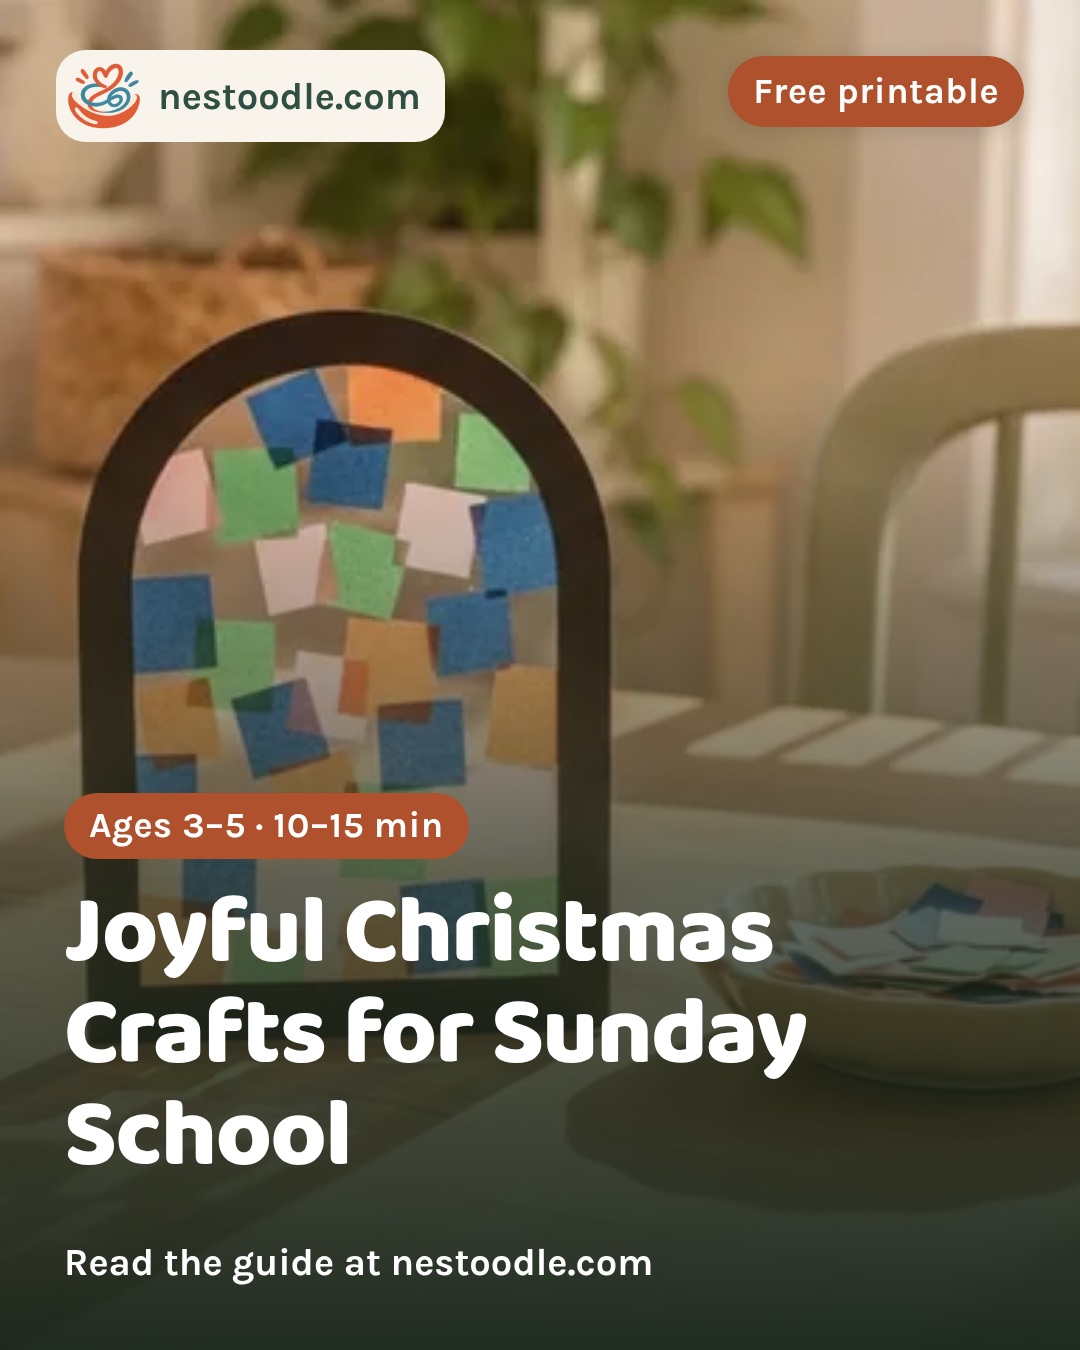 nestoodle.com
Free printable
Ages 3–5 · 10–15 min
Joyful Christmas
Crafts for Sunday
School
Read the guide at nestoodle.com